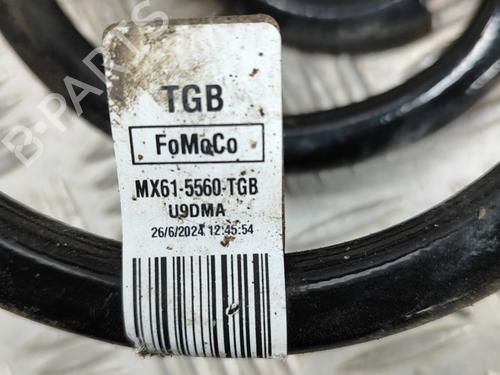 TGB
FoMoCo
MX61-5560-TGB
U9DMA
26/6/2024 12:45:54
B-PARTS